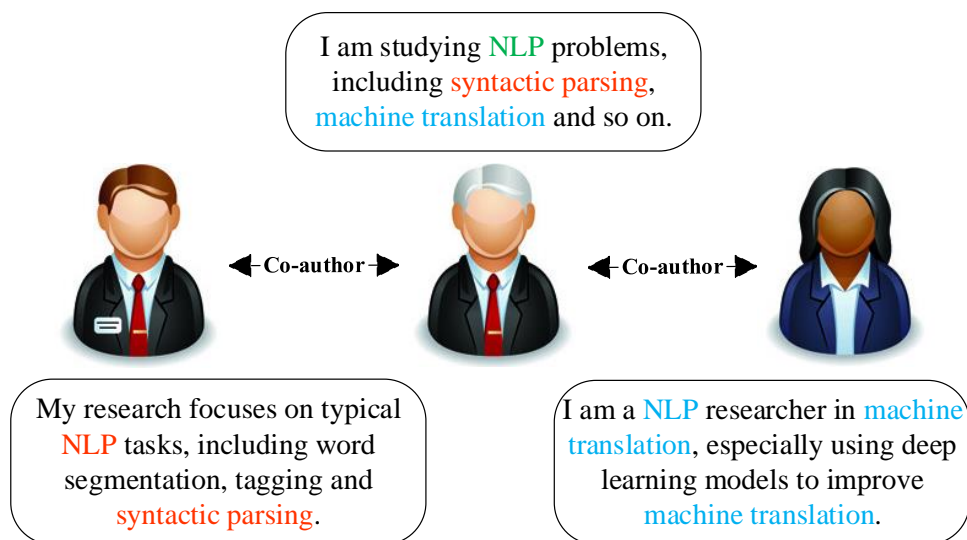 I am studying NLP problems,
including syntactic parsing,
machine translation and so on.
Co-author
Co-author
My research focuses on typical
NLP tasks, including word
segmentation, tagging and
syntactic parsing.
I am a NLP researcher in machine
translation, especially using deep
learning models to improve
machine translation.